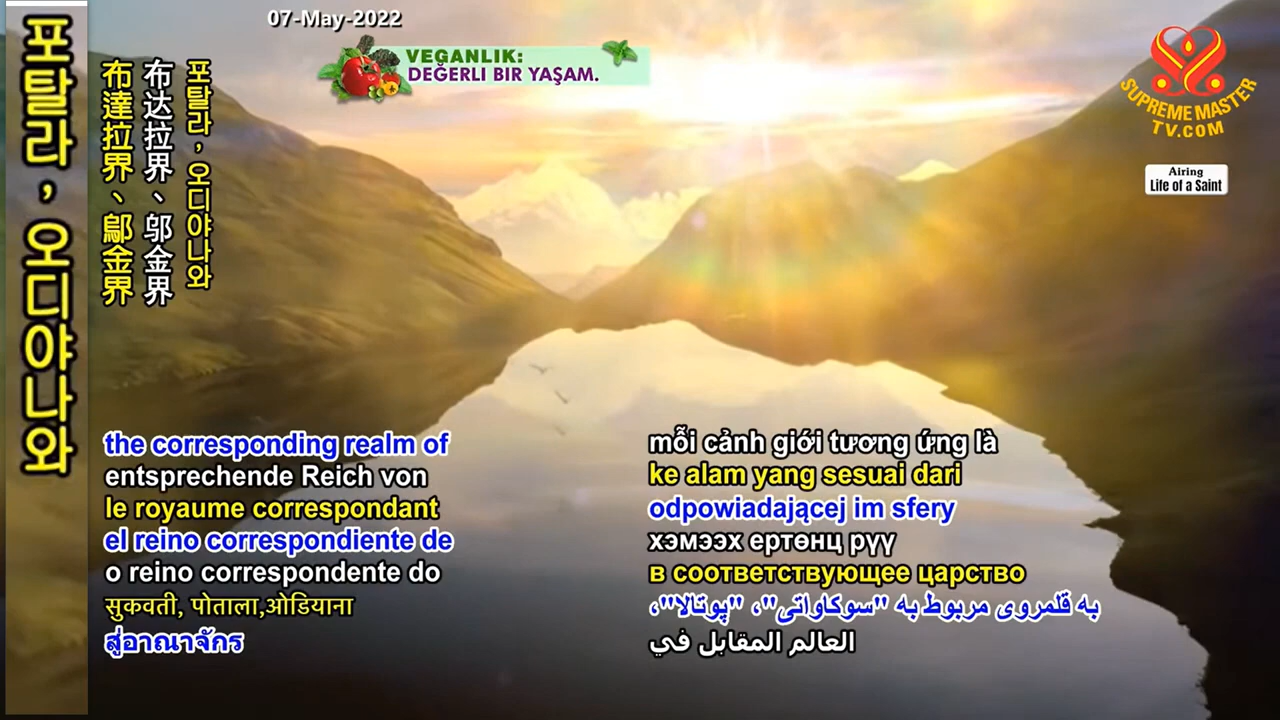 07-May-2022
VEGANLIK:
DEĞERLI BIR YAŞAM.
SUPREME MASTER
TV.COM
Airing
Life of a Saint
포탈라, 오디야나와
布達拉界、鄔金界
布达拉界、邬金界
포탈라, 오디야나와
the corresponding realm of
entsprechende Reich von
le royaume correspondant
el reino correspondiente de
o reino correspondente do
सुकवती, पोताला,ओडियाना
สู่อาณาจักร
mỗi cảnh giới tương ứng là
ke alam yang sesuai dari
odpowiadającej im sfery
хэмээх ертөнц рүү
в соответствующее царство
به قلمروی مربوط به "سوکاواتی"، "پوتالا"،
العالم المقابل في